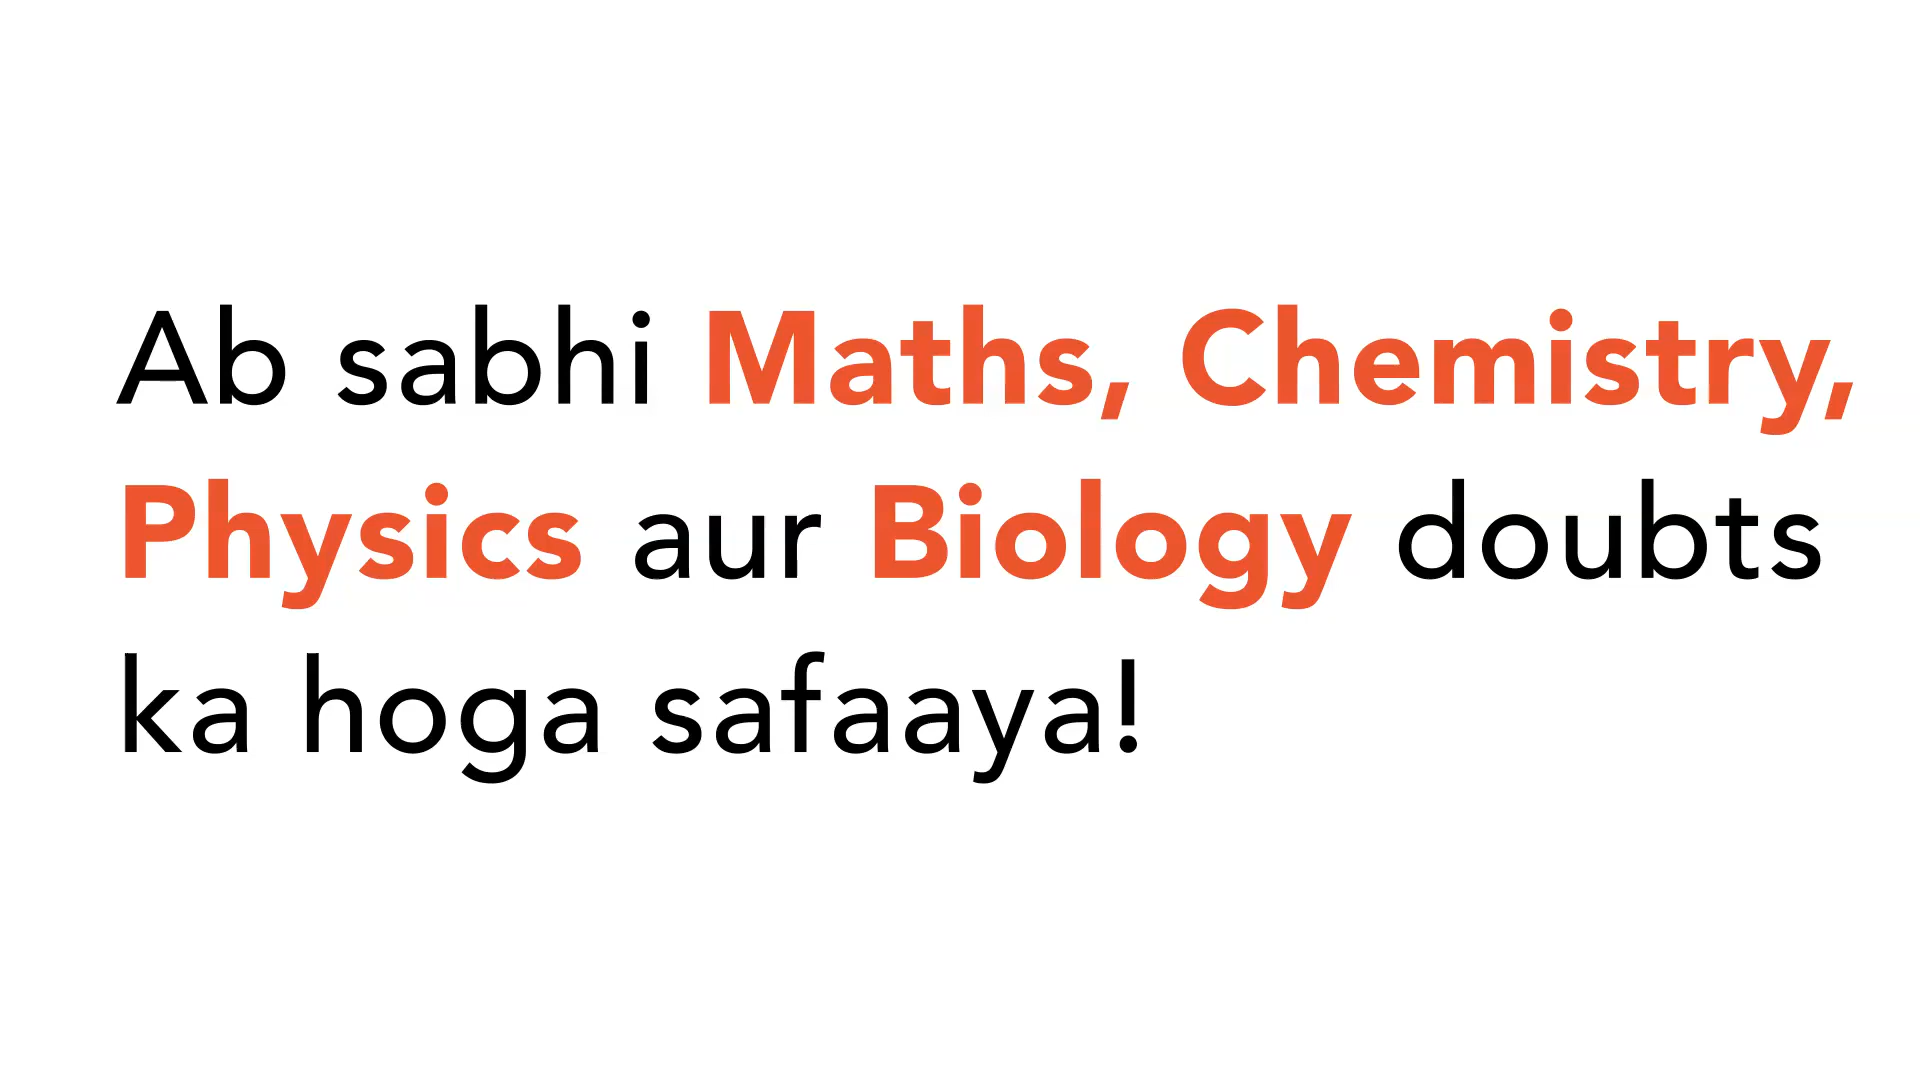 Ab sabhi Maths, Chemistry,
Physics aur Biology doubts
ka hoga safaaya!